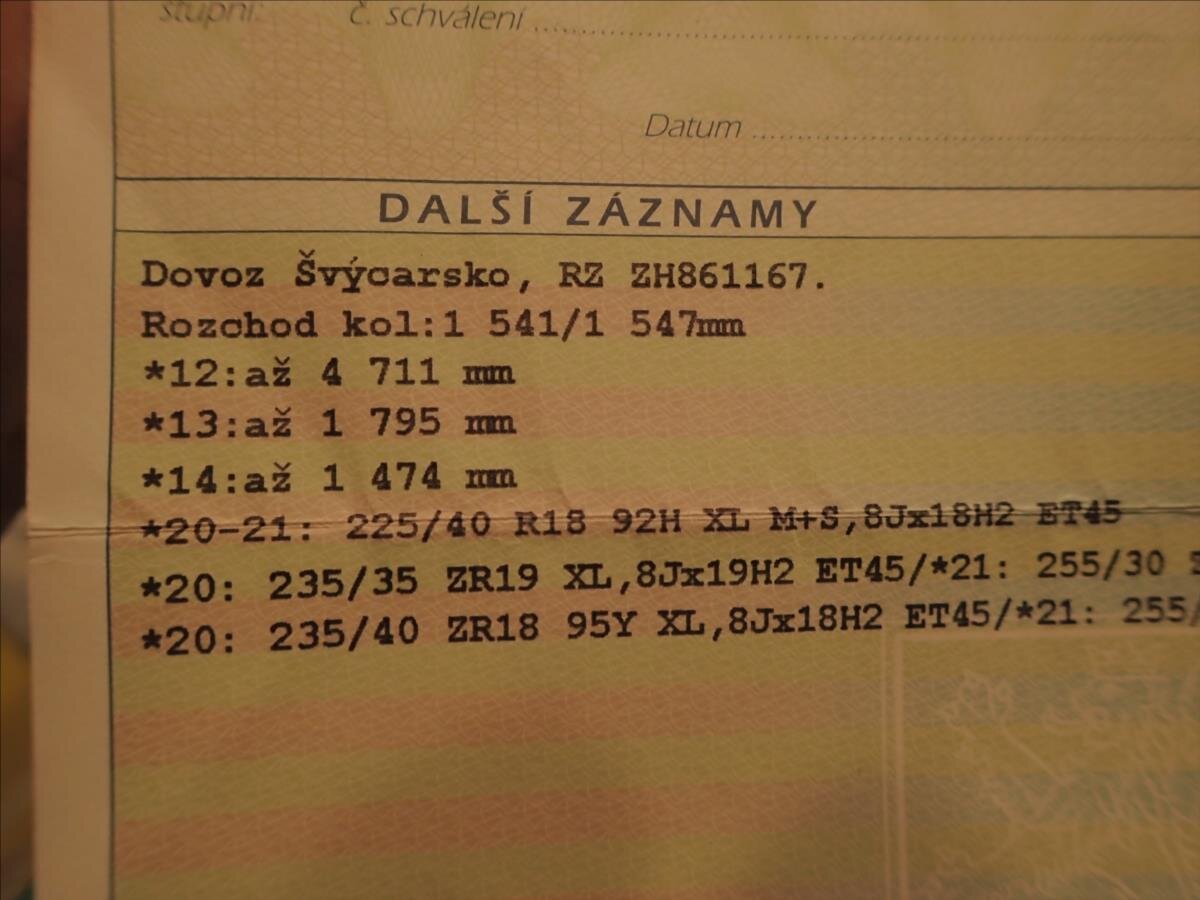 stupni: č. schválení
Datum
DALŠÍ ZÁZNAMY
Dovoz Švýcarsko, RZ ZH861167.
Rozchod kol:1 541/1 547mm
*12:až 4 711 mm
*13:až 1 795 mm
*14:až 1 474 mm
*20-21: 225/40 R18 92H XL M+S,8Jx18H2 ET45
*20: 235/35 ZR19 XL,8Jx19H2 ET45/*21: 255/30
*20: 235/40 ZR18 95Y XL,8Jx18H2 ET45/*21: 255/